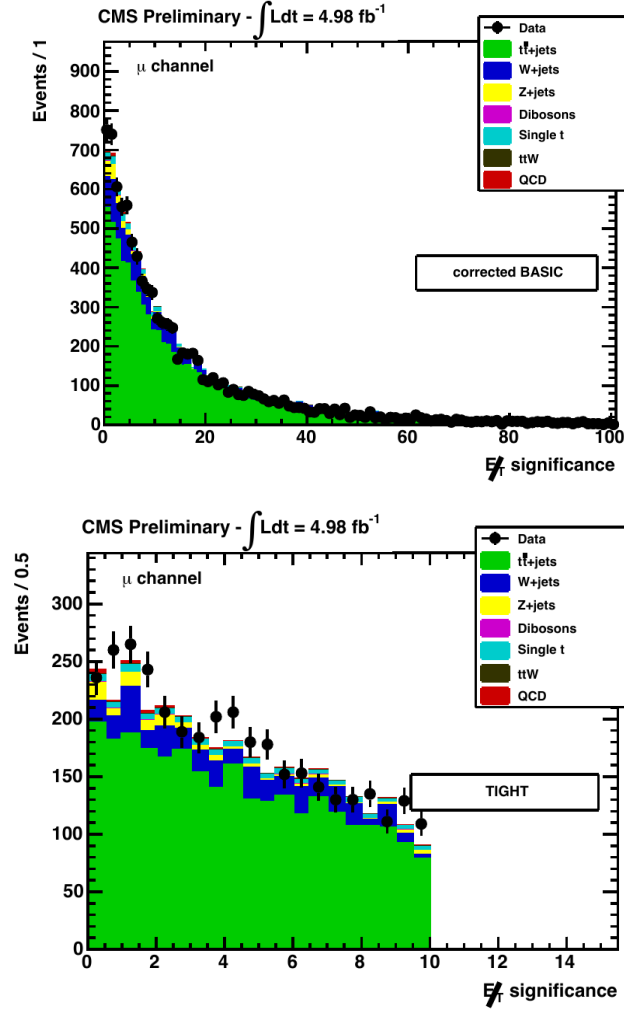 CMS Preliminary - ∫Ldt = 4.98 fb⁻¹
Events / 1
μ channel
Data
tt̄+jets
W+jets
Z+jets
Dibosons
Single t
ttW
QCD
corrected BASIC
900
800
700
600
500
400
300
200
100
0
0 20 40 60 80 100
E̸T significance
CMS Preliminary - ∫Ldt = 4.98 fb⁻¹
Events / 0.5
μ channel
Data
tt̄+jets
W+jets
Z+jets
Dibosons
Single t
ttW
QCD
TIGHT
300
250
200
150
100
50
0
0 2 4 6 8 10 12 14
E̸T significance